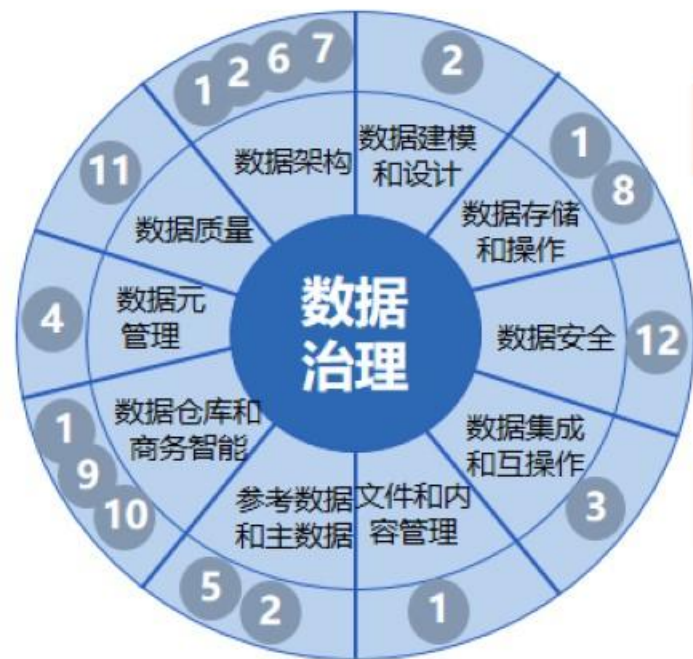 1 2 6 7
数据架构
2
数据建模
和设计
1
8
数据存储
和操作
12
数据安全
3
数据集成
和互操作
1
文件和内
容管理
5
2
参考数据
和主数据
1
9
10
数据仓库和
商务智能
4
数据元
管理
11
数据质量
数据
治理